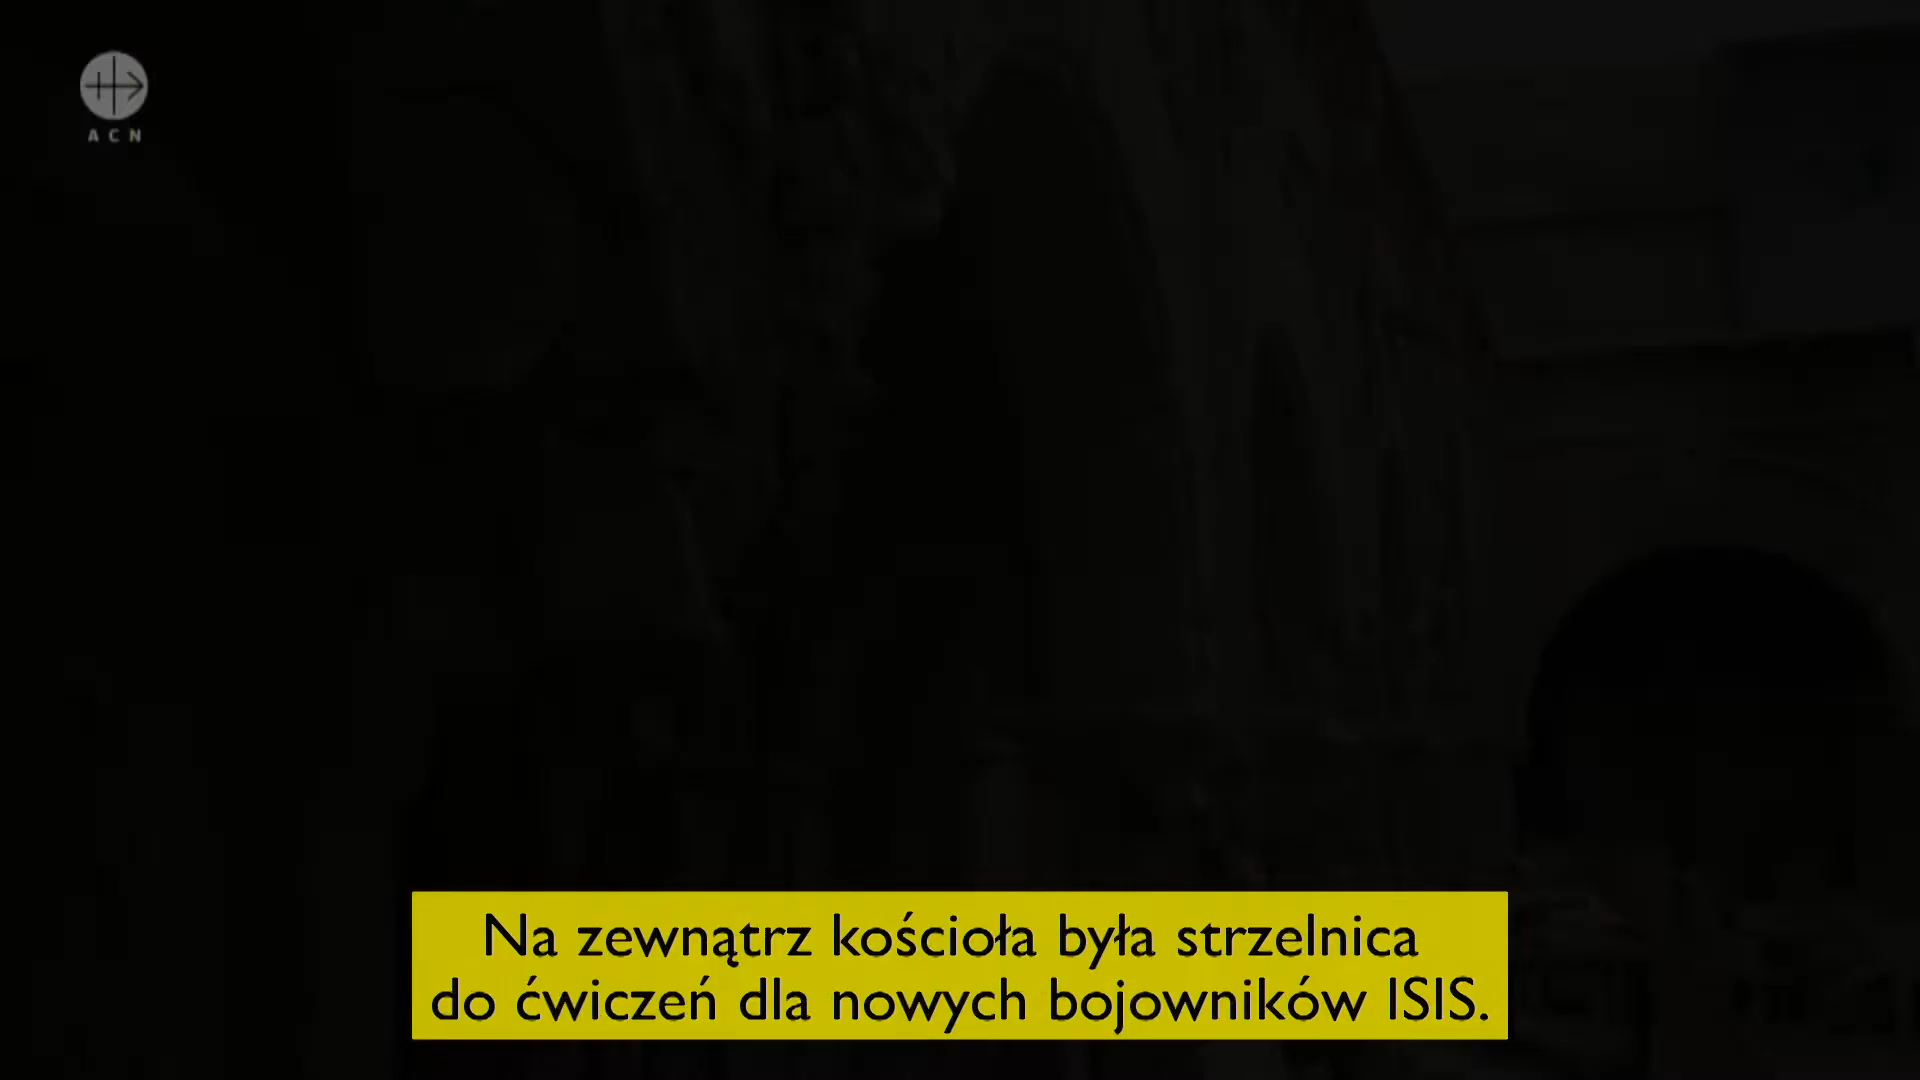 ACN
Na zewnątrz kościoła była strzelnica
do ćwiczeń dla nowych bojowników ISIS.